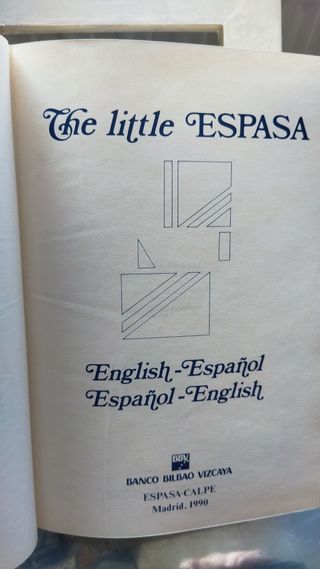 The little ESPASA
English-Español
Español-English
BBV
BANCO BILBAO VIZCAYA
ESPASA-CALPE
Madrid, 1990